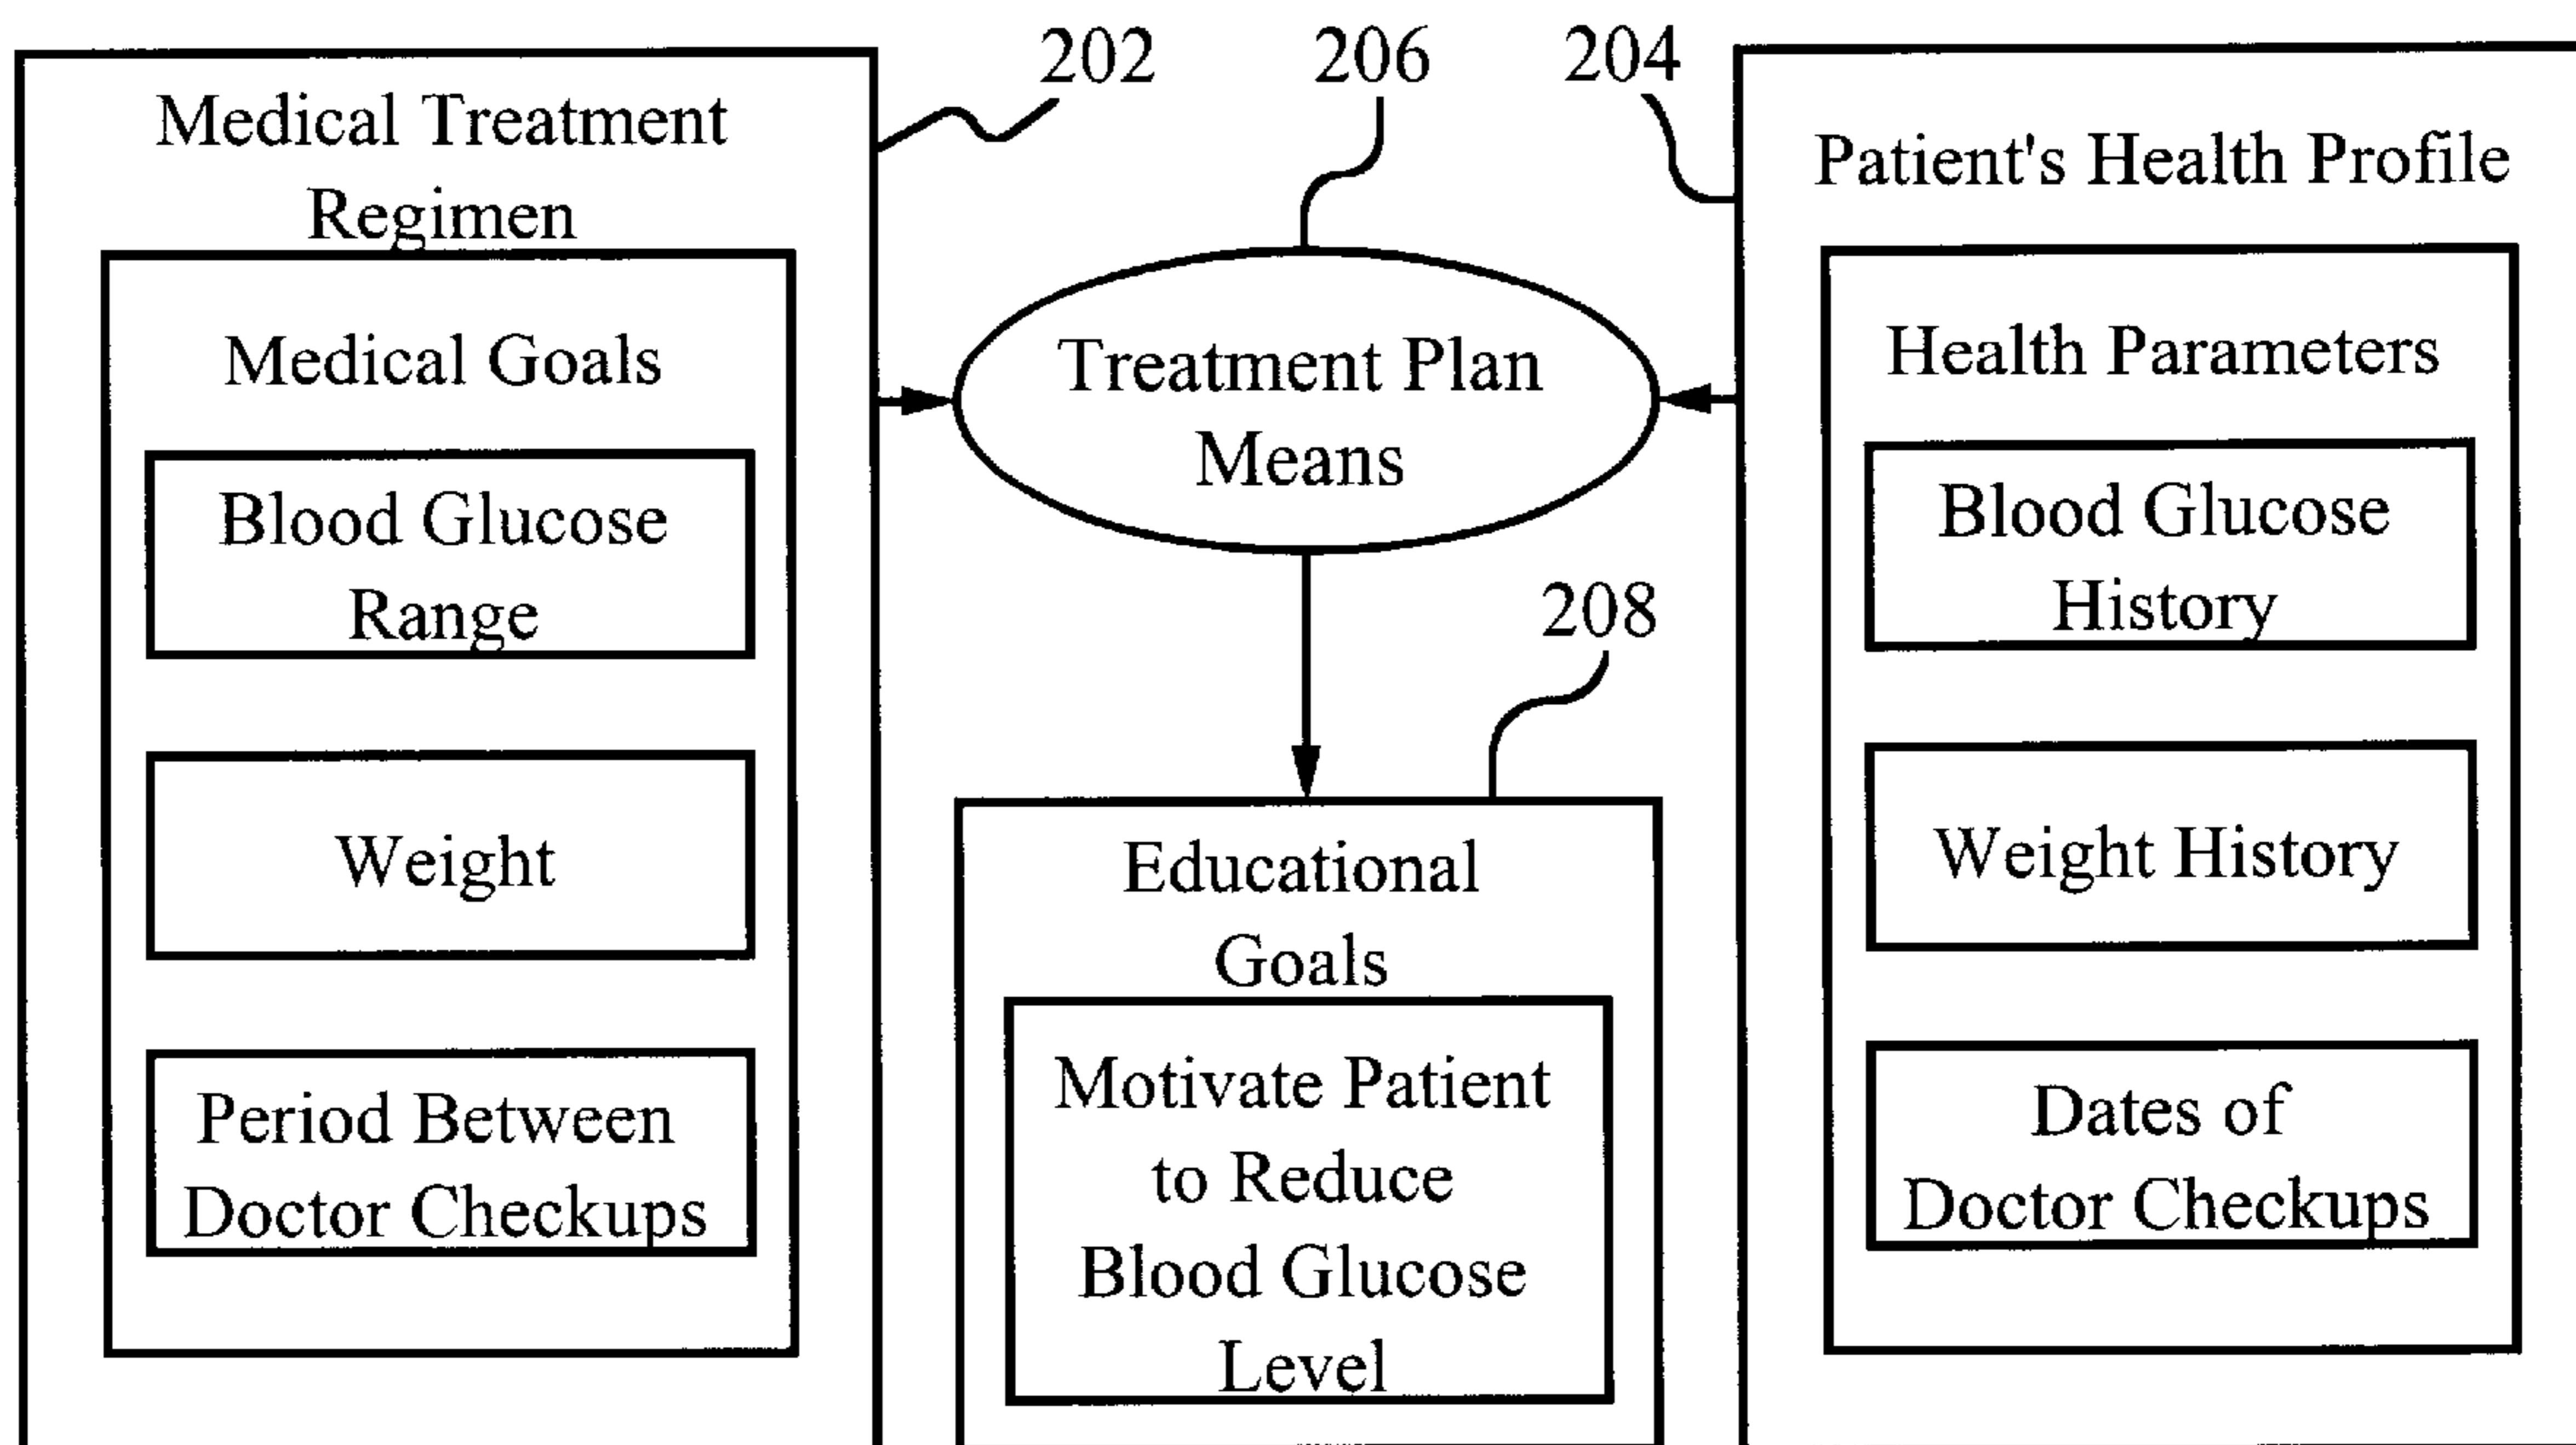 202
206
204
Medical Treatment
Regimen
Medical Goals
Blood Glucose
Range
Weight
Period Between
Doctor Checkups
Treatment Plan
Means
208
Educational
Goals
Motivate Patient
to Reduce
Blood Glucose
Level
Patient's Health Profile
Health Parameters
Blood Glucose
History
Weight History
Dates of
Doctor Checkups